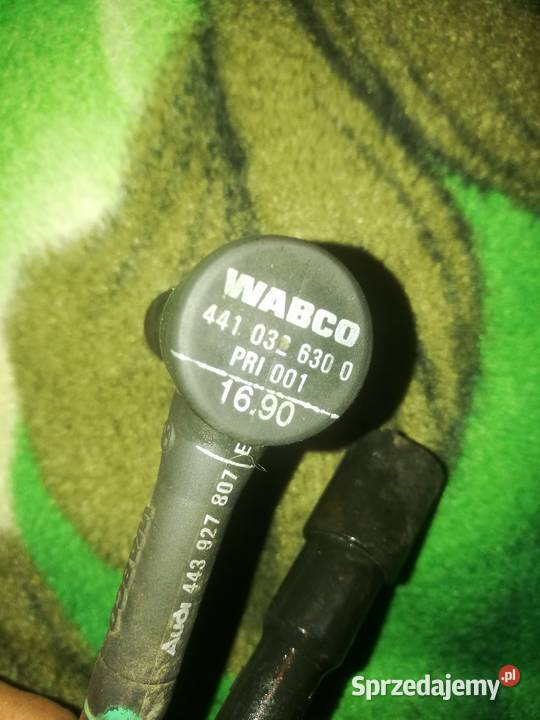 WABCO
441 032 630 0
PRI 001
16.90
Audi 443 927 807 E
Sprzedajemy.pl